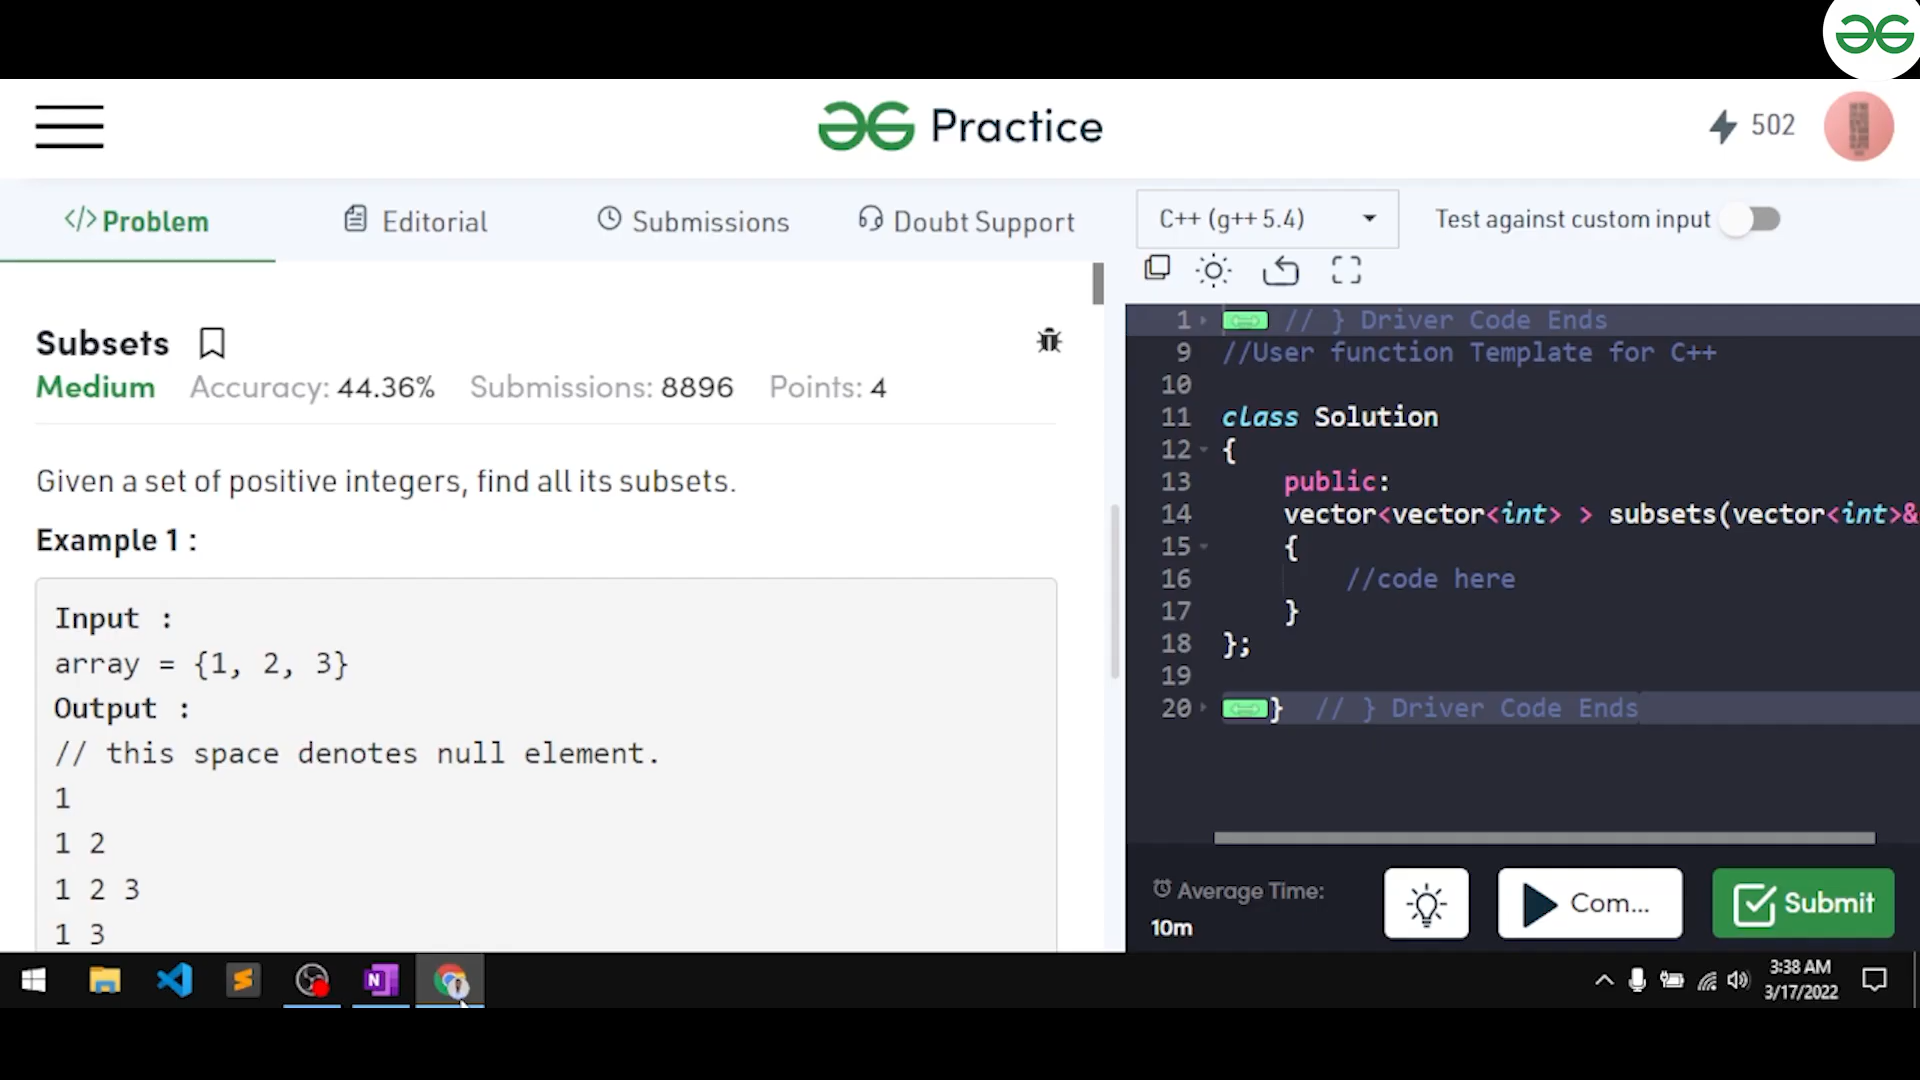 Practice
502
</> Problem
Editorial
Submissions
Doubt Support
C++ (g++ 5.4)
Test against custom input
Subsets
Medium Accuracy: 44.36% Submissions: 8896 Points: 4
Given a set of positive integers, find all its subsets.
Example 1 :
Input :
array = {1, 2, 3}
Output :
// this space denotes null element.
1
1 2
1 2 3
1 3
1 // } Driver Code Ends
9 //User function Template for C++
10
11 class Solution
12 {
13 public:
14 vector<vector<int> > subsets(vector<int>&
15 {
16 //code here
17 }
18 };
19
20 } // } Driver Code Ends
Average Time:
10m
Com...
Submit
3:38 AM
3/17/2022